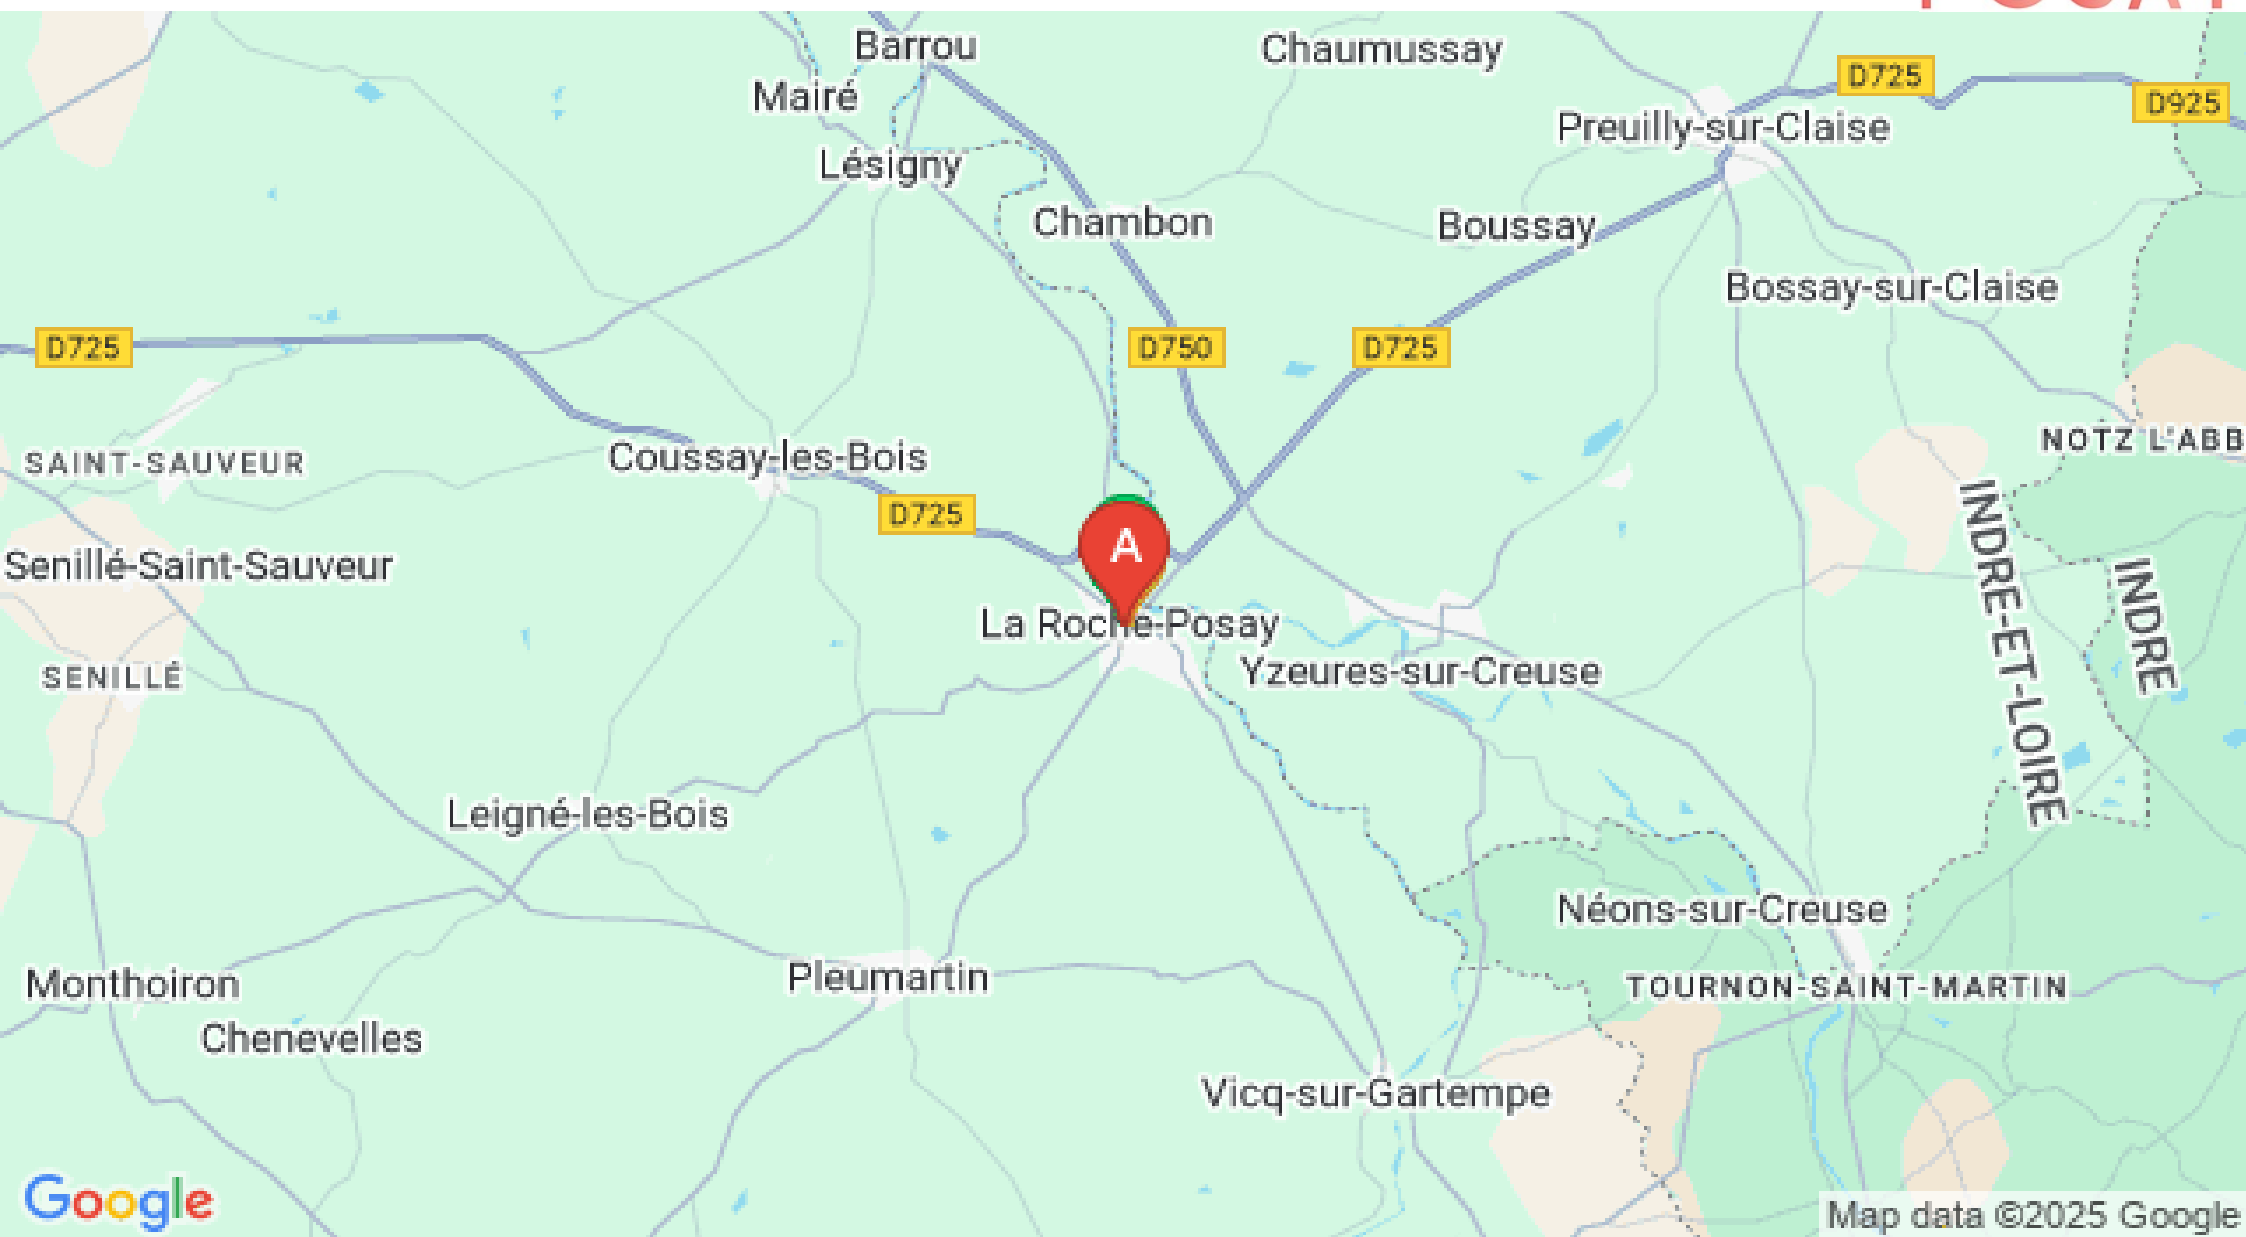 Barrou
Chaumussay
D725
Mairé
D925
Preuilly-sur-Claise
Lésigny
Chambon
Boussay
Bossay-sur-Claise
D725
D750
D725
NOTZ L'ABB
Coussay-les-Bois
SAINT-SAUVEUR
D725
INDRE-ET-LOIRE
INDRE
A
Senillé-Saint-Sauveur
La Roche-Posay
Yzeures-sur-Creuse
SENILLÉ
Leigné-les-Bois
Néons-sur-Creuse
Pleumartin
Monthoiron
TOURNON-SAINT-MARTIN
Chenevelles
Vicq-sur-Gartempe
Google
Map data ©2025 Google